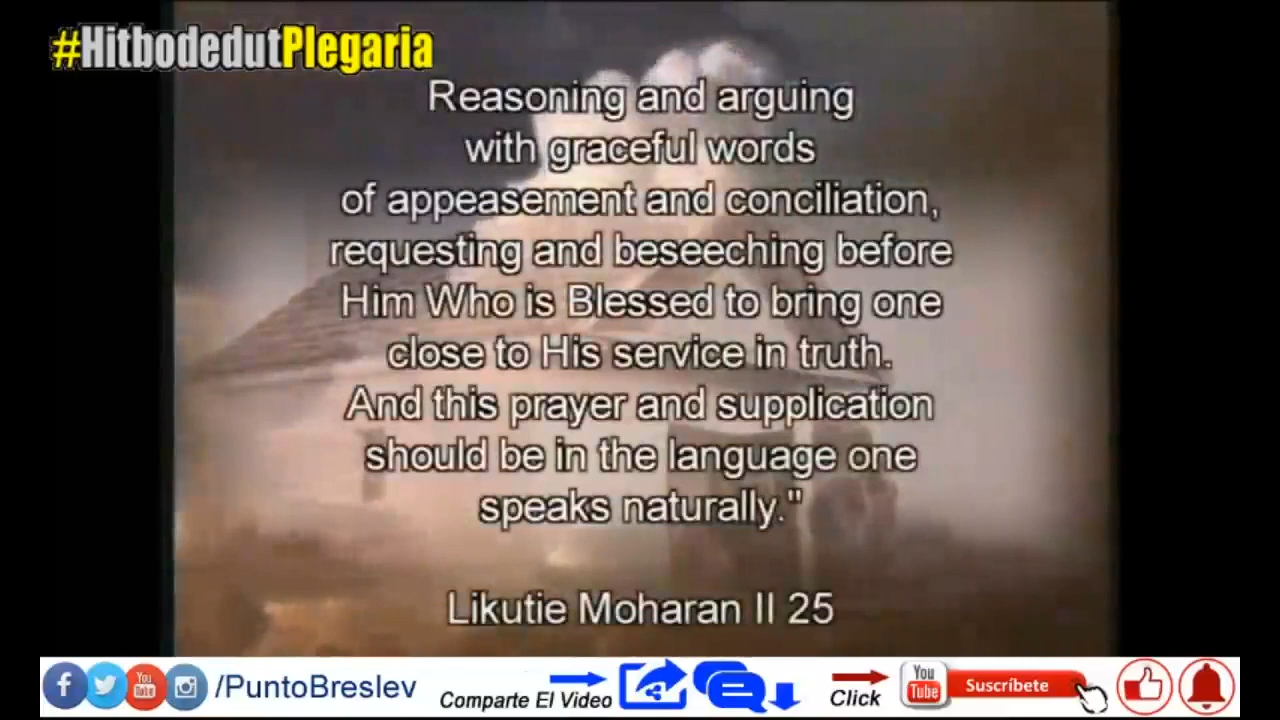 #HitbodedutPlegaria
Reasoning and arguing
with graceful words
of appeasement and conciliation,
requesting and beseeching before
Him Who is Blessed to bring one
close to His service in truth.
And this prayer and supplication
should be in the language one
speaks naturally."
Likutie Moharan II 25
You Tube
/PuntoBreslev
Comparte El Video
Click
You Tube
Suscríbete